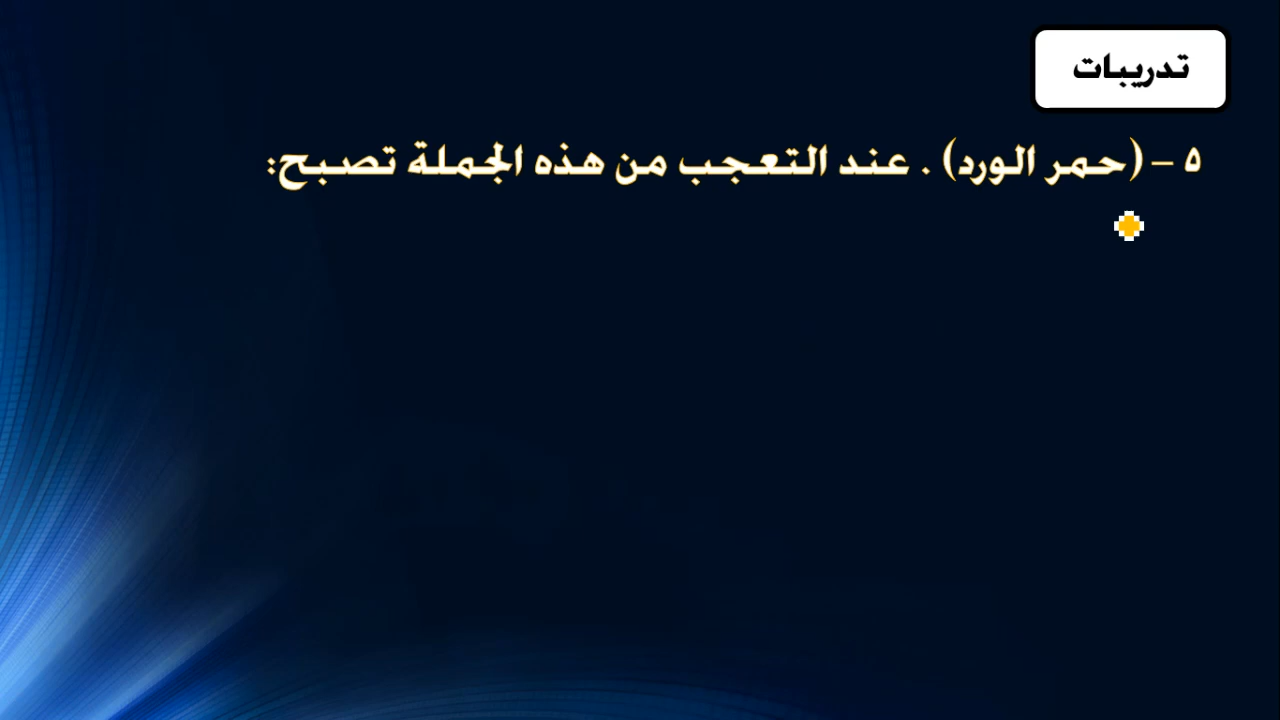 تدريبات
٥ – (حمر الورد) . عند التعجب من هذه الجملة تصبح: